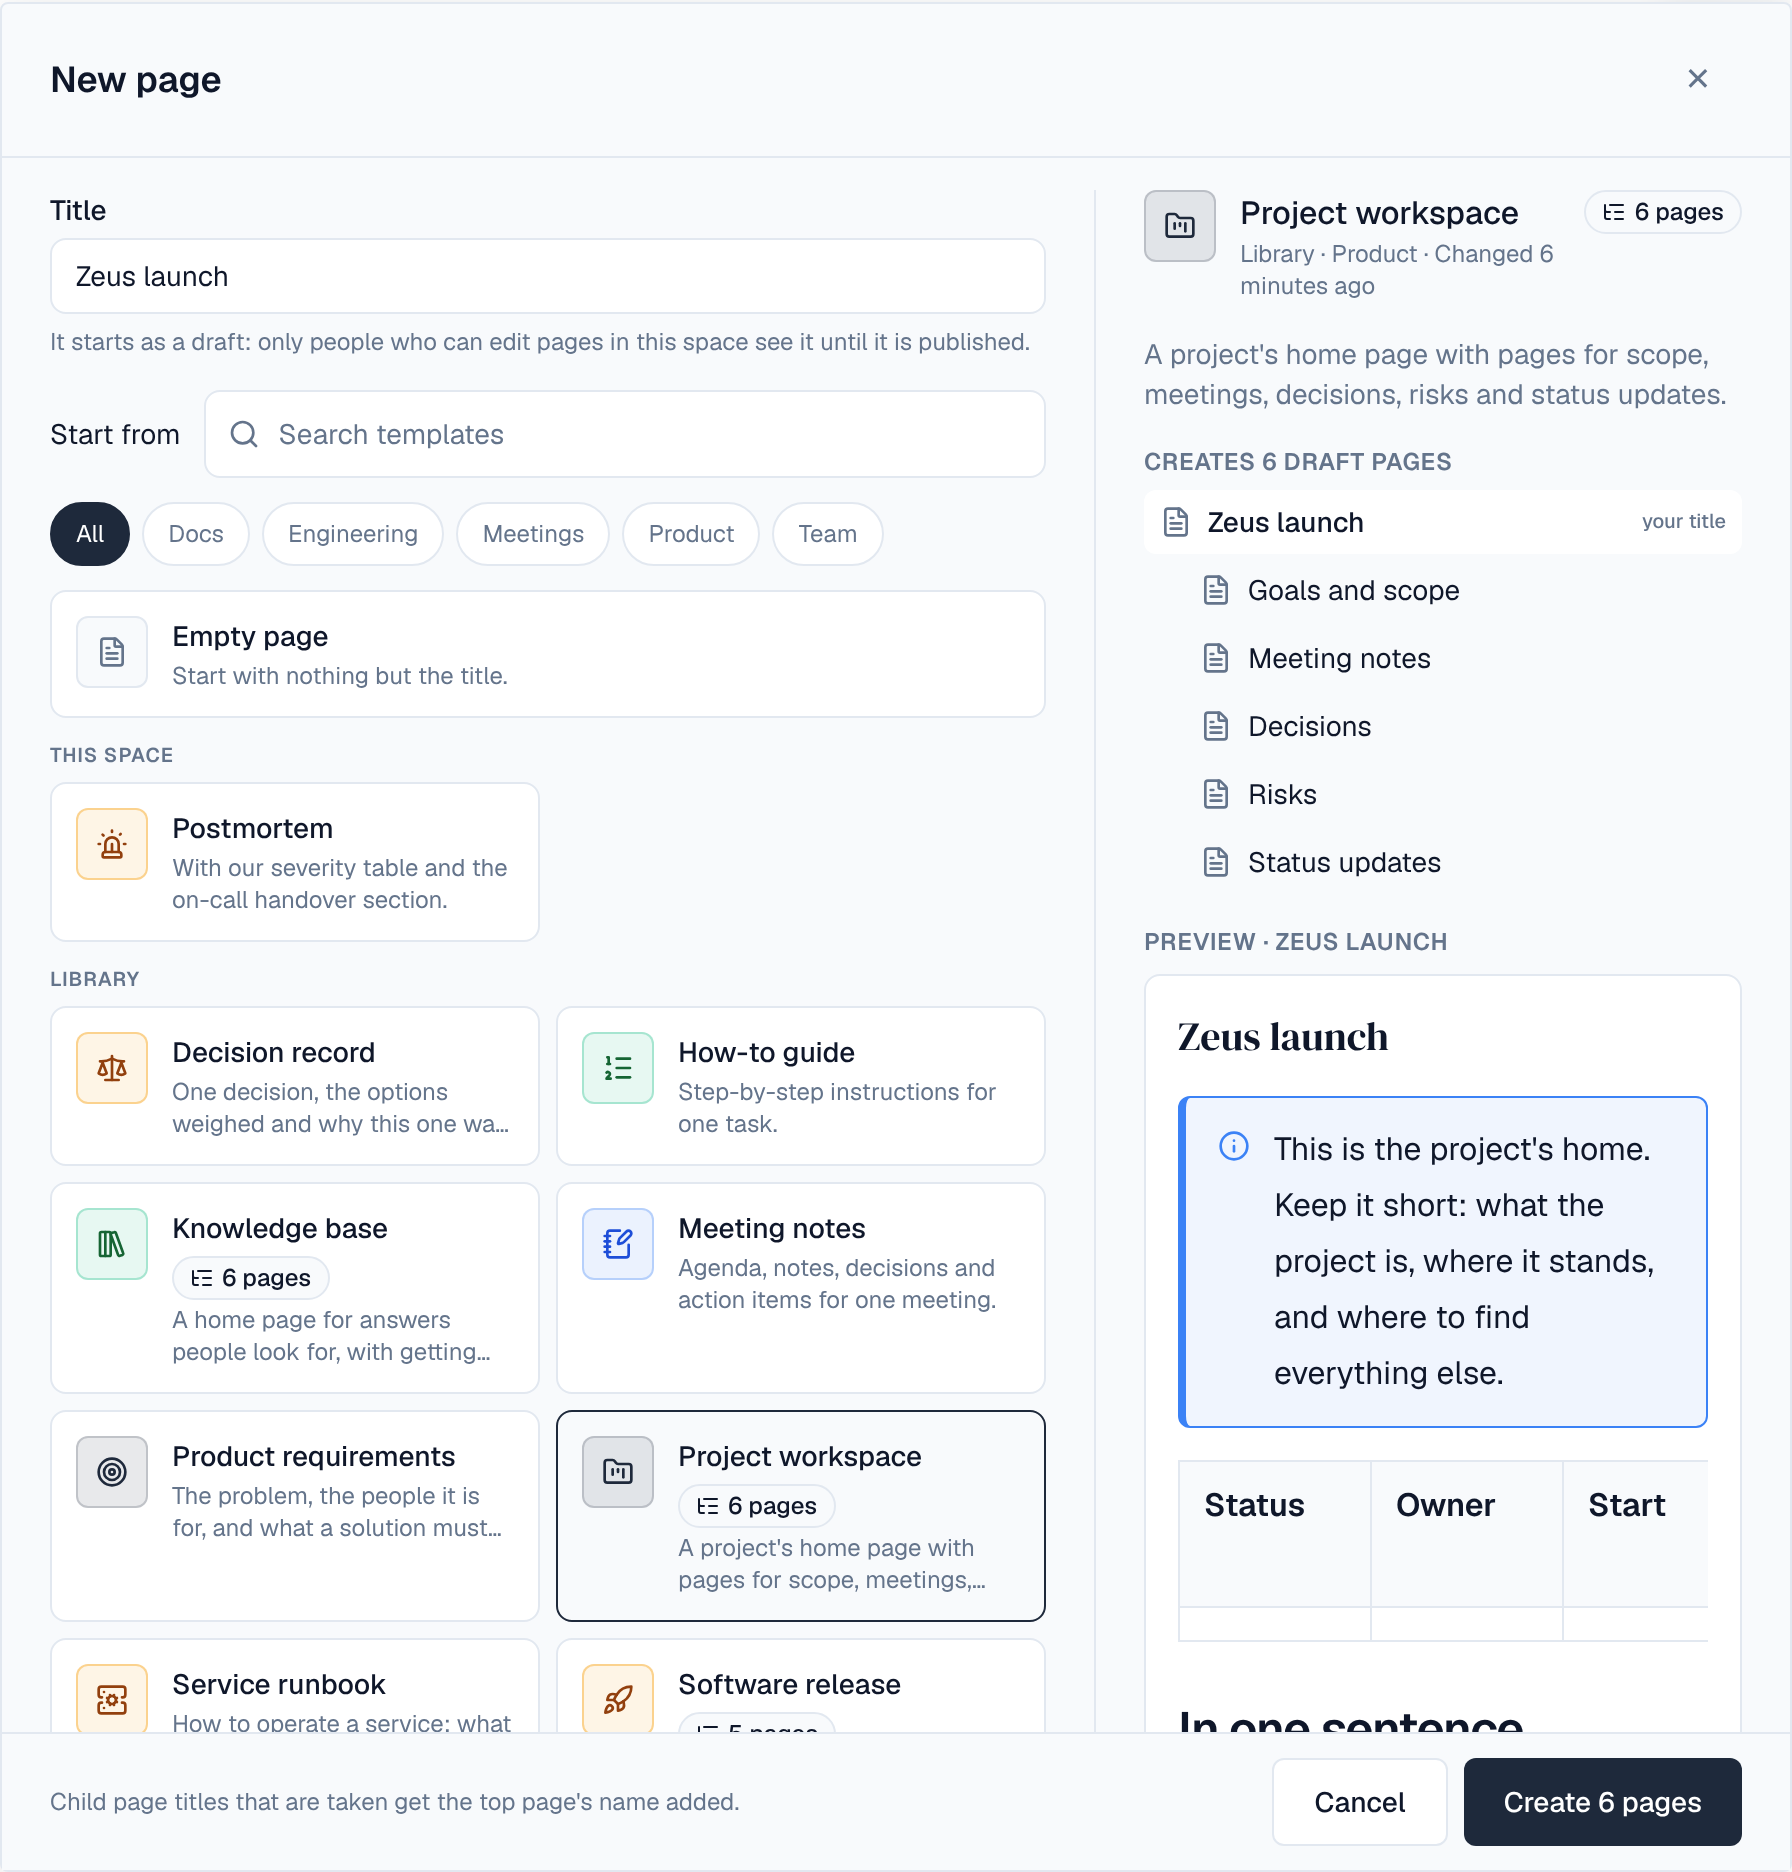 New page
Title
Zeus launch
It starts as a draft: only people who can edit pages in this space see it until it is published.
Start from
Search templates
All
Docs
Engineering
Meetings
Product
Team
Empty page
Start with nothing but the title.
THIS SPACE
Postmortem
With our severity table and the
on-call handover section.
LIBRARY
Decision record
One decision, the options
weighed and why this one wa...
How-to guide
Step-by-step instructions for
one task.
Knowledge base
6 pages
A home page for answers
people look for, with getting...
Meeting notes
Agenda, notes, decisions and
action items for one meeting.
Product requirements
The problem, the people it is
for, and what a solution must...
Project workspace
6 pages
A project's home page with
pages for scope, meetings,...
Service runbook
How to operate a service: what
Software release
5 pages
Project workspace
6 pages
Library · Product · Changed 6
minutes ago
A project's home page with pages for scope,
meetings, decisions, risks and status updates.
CREATES 6 DRAFT PAGES
Zeus launch
your title
Goals and scope
Meeting notes
Decisions
Risks
Status updates
PREVIEW · ZEUS LAUNCH
Zeus launch
This is the project's home.
Keep it short: what the
project is, where it stands,
and where to find
everything else.
Status
Owner
Start
In one sentence
Child page titles that are taken get the top page's name added.
Cancel
Create 6 pages